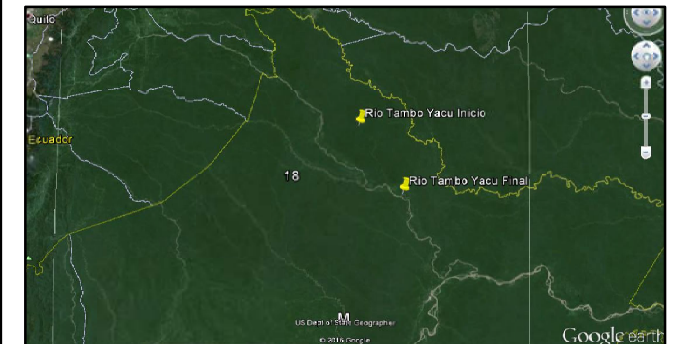 Quito
Rio Tambo Yacu Inicio
Ecuador
18
Rio Tambo Yacu Final
M
US Dept of State Geographer
© 2016 Google
Google earth